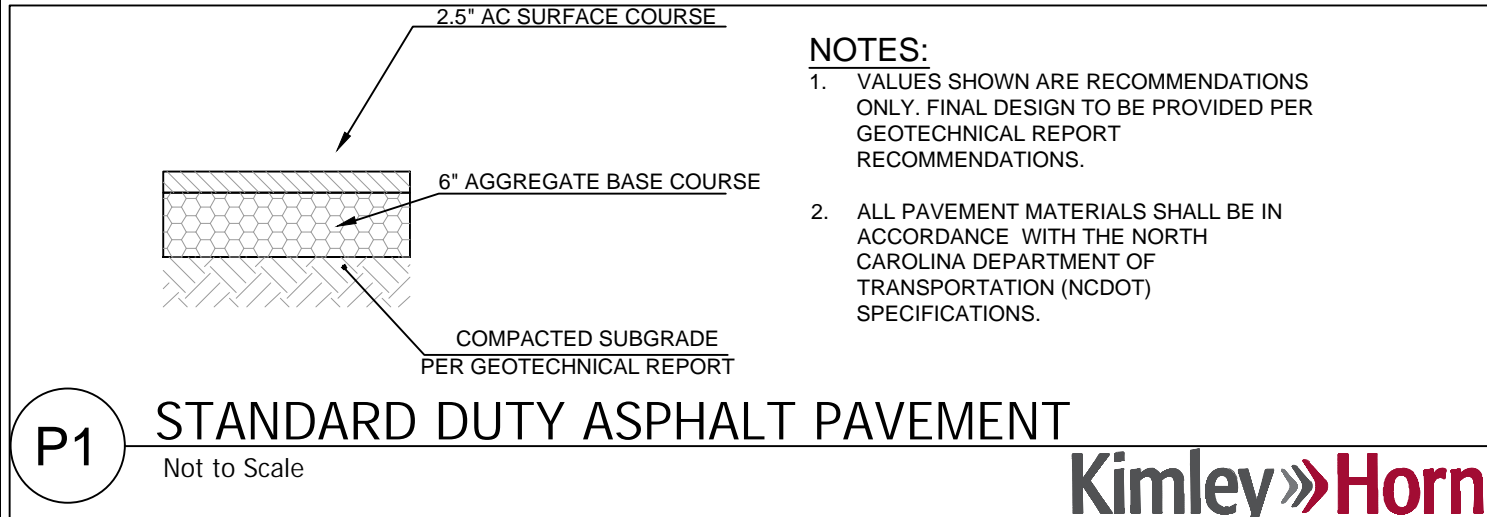 2.5" AC SURFACE COURSE
6" AGGREGATE BASE COURSE
COMPACTED SUBGRADE
PER GEOTECHNICAL REPORT
NOTES:
1. VALUES SHOWN ARE RECOMMENDATIONS
ONLY. FINAL DESIGN TO BE PROVIDED PER
GEOTECHNICAL REPORT
RECOMMENDATIONS.
2. ALL PAVEMENT MATERIALS SHALL BE IN
ACCORDANCE WITH THE NORTH
CAROLINA DEPARTMENT OF
TRANSPORTATION (NCDOT)
SPECIFICATIONS.
P1
STANDARD DUTY ASPHALT PAVEMENT
Not to Scale
Kimley»Horn